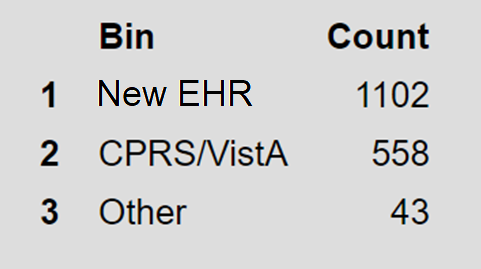 Bin Count
1 New EHR 1102
2 CPRS/VistA 558
3 Other 43